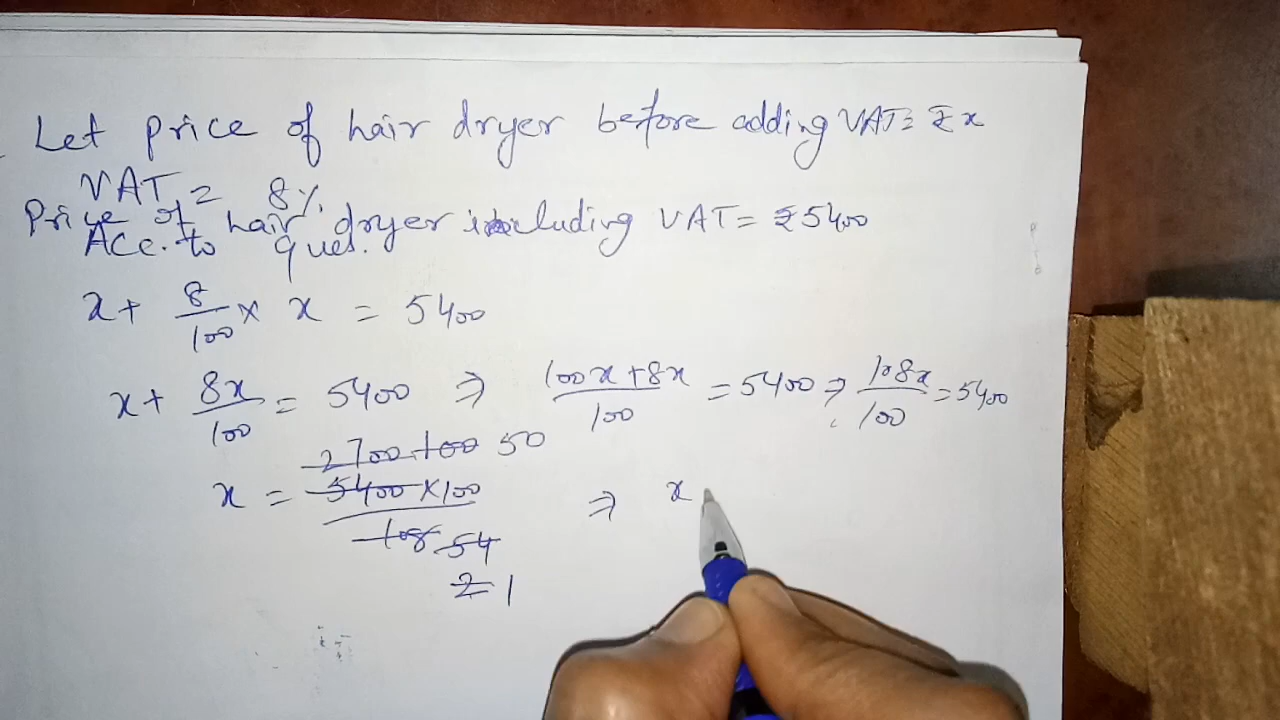 Let price of hair dryer before adding VAT = ₹ x
VAT = 8%
Price of hair dryer including VAT = ₹5400
Acc. to ques.
x + 8/100 × x = 5400
x + 8x/100 = 5400 ⇒ 100x+8x/100 = 5400 ⇒ 108x/100 = 5400
2700 100 50
x = 5400×100/108 ⇒ x
54
2 1